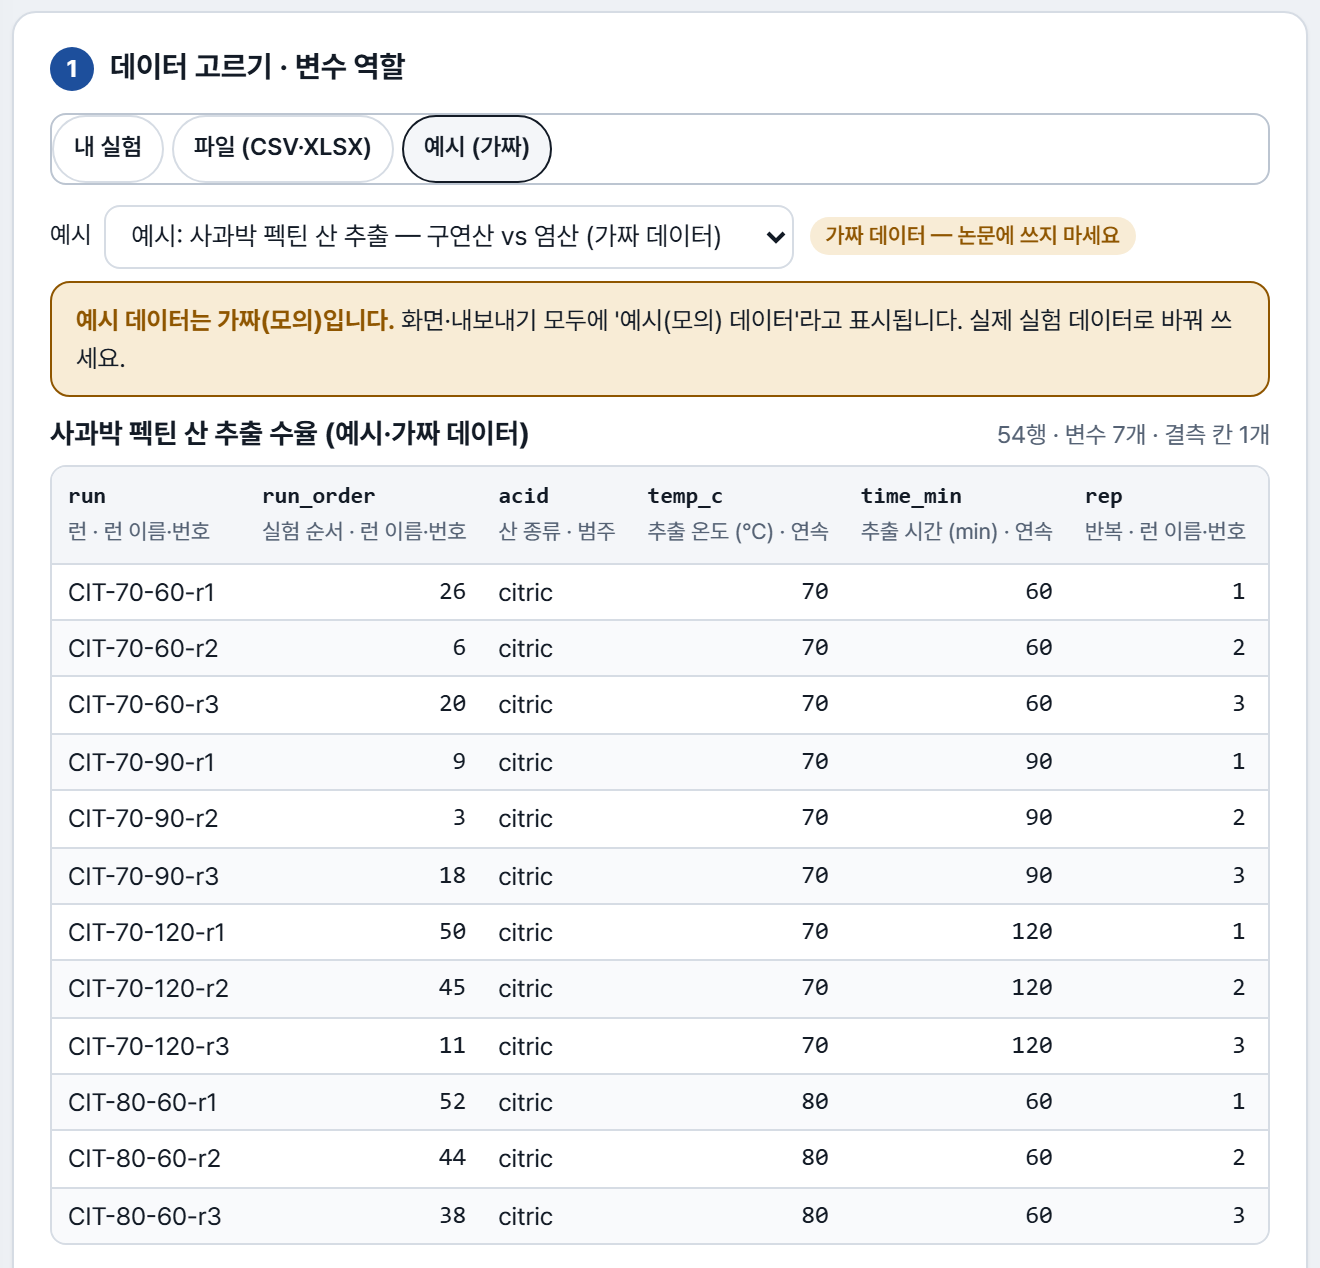 1 데이터 고르기 · 변수 역할
내 실험 파일 (CSV·XLSX) 예시 (가짜)
예시 예시: 사과박 펙틴 산 추출 — 구연산 vs 염산 (가짜 데이터) 가짜 데이터 — 논문에 쓰지 마세요
예시 데이터는 가짜(모의)입니다. 화면·내보내기 모두에 '예시(모의) 데이터'라고 표시됩니다. 실제 실험 데이터로 바꿔 쓰
세요.
사과박 펙틴 산 추출 수율 (예시·가짜 데이터) 54행 · 변수 7개 · 결측 칸 1개
run run_order acid temp_c time_min rep
런 · 런 이름·번호 실험 순서 · 런 이름·번호 산 종류 · 범주 추출 온도 (°C) · 연속 추출 시간 (min) · 연속 반복 · 런 이름·번호
CIT-70-60-r1 26 citric 70 60 1
CIT-70-60-r2 6 citric 70 60 2
CIT-70-60-r3 20 citric 70 60 3
CIT-70-90-r1 9 citric 70 90 1
CIT-70-90-r2 3 citric 70 90 2
CIT-70-90-r3 18 citric 70 90 3
CIT-70-120-r1 50 citric 70 120 1
CIT-70-120-r2 45 citric 70 120 2
CIT-70-120-r3 11 citric 70 120 3
CIT-80-60-r1 52 citric 80 60 1
CIT-80-60-r2 44 citric 80 60 2
CIT-80-60-r3 38 citric 80 60 3